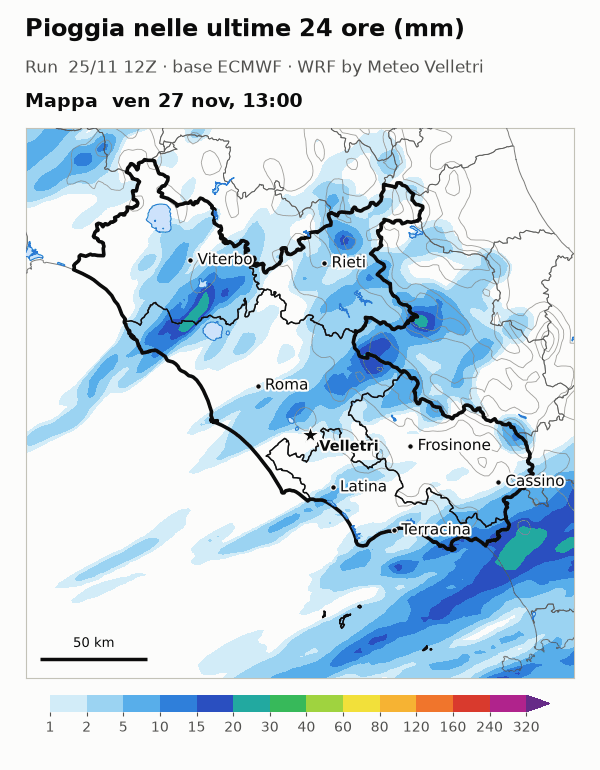 Pioggia nelle ultime 24 ore (mm)
Run  25/11 12Z · base ECMWF · WRF by Meteo Velletri
Mappa  ven 27 nov, 13:00
Viterbo
Rieti
Roma
Velletri
Frosinone
Latina
Cassino
Terracina
50 km
1 2 5 10 15 20 30 40 60 80 120 160 240 320